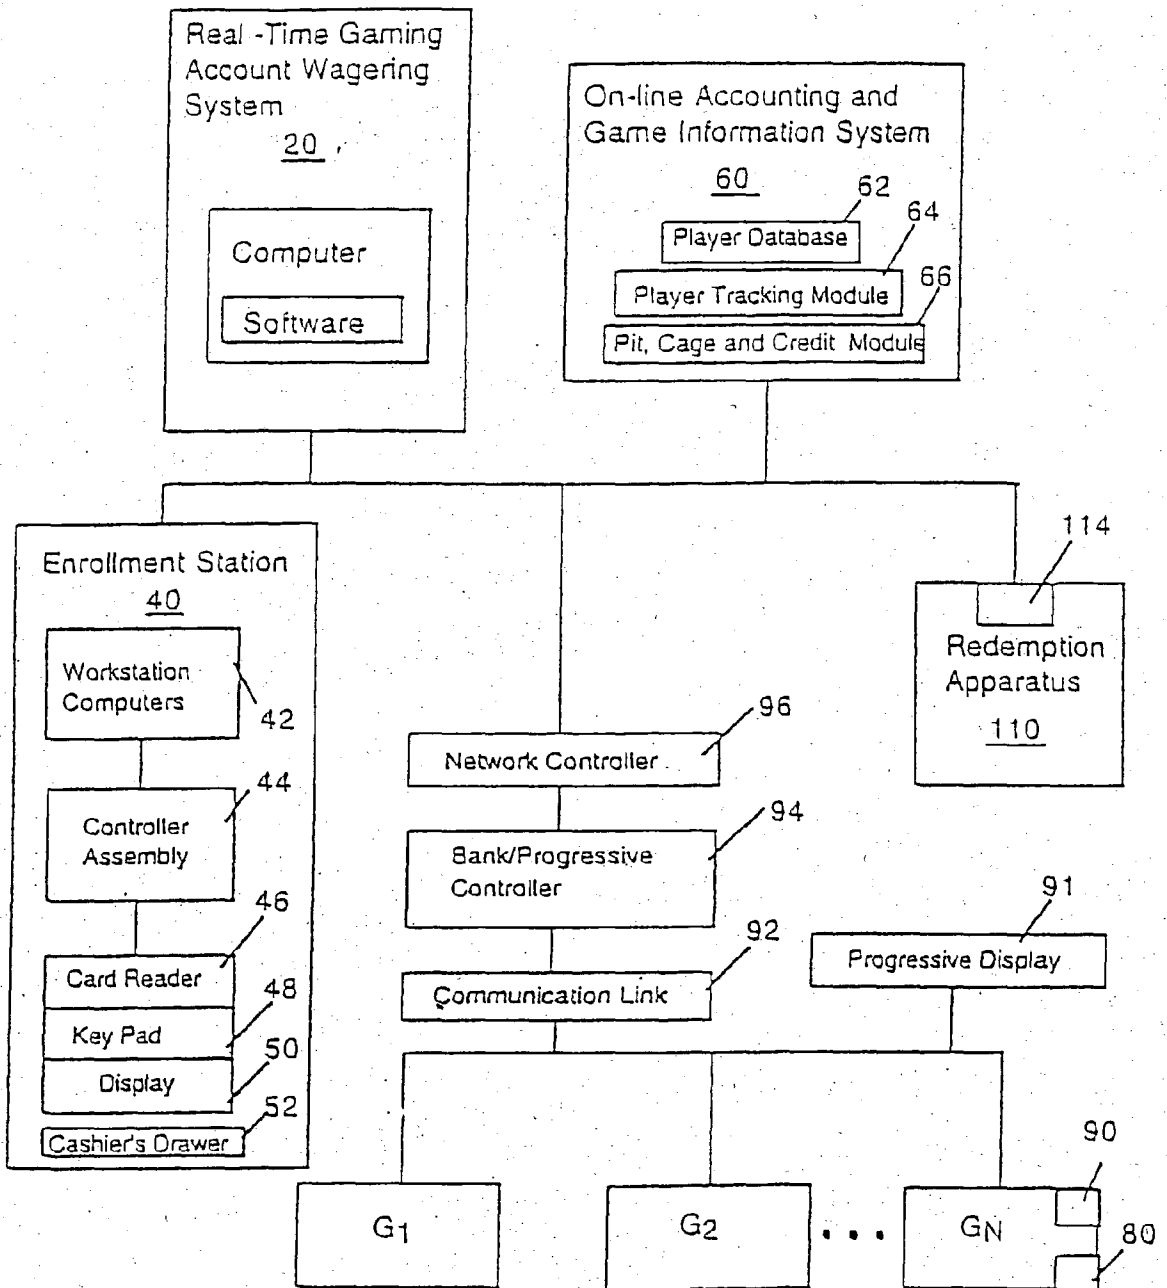 Real -Time Gaming
Account Wagering
System
20
Computer
Software
On-line Accounting and
Game Information System
60
62
64
66
Player Database
Player Tracking Module
Pit, Cage and Credit Module
Enrollment Station
40
Workstation
Computers
42
44
Controller
Assembly
46
Card Reader
48
Key Pad
50
Display
52
Cashier's Drawer
114
Redemption
Apparatus
110
96
Network Controller
94
Bank/Progressive
Controller
92
Communication Link
91
Progressive Display
90
G1
G2
...
GN
80